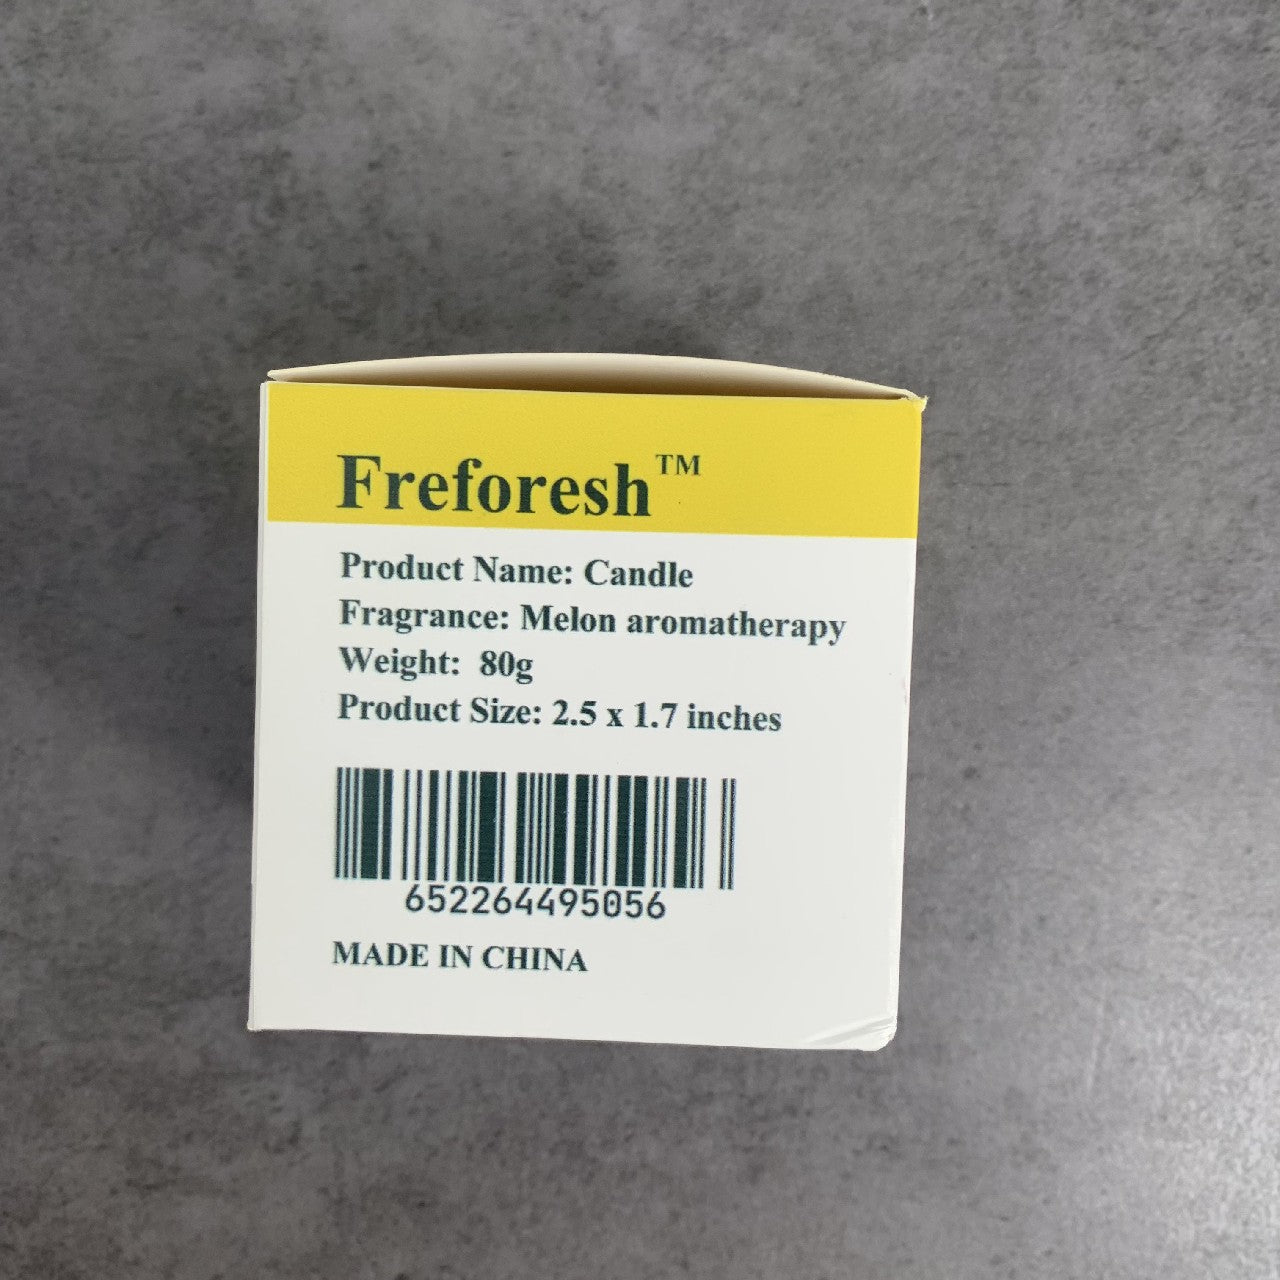 Freforesh™
Product Name: Candle
Fragrance: Melon aromatherapy
Weight: 80g
Product Size: 2.5 x 1.7 inches
652264495056
MADE IN CHINA